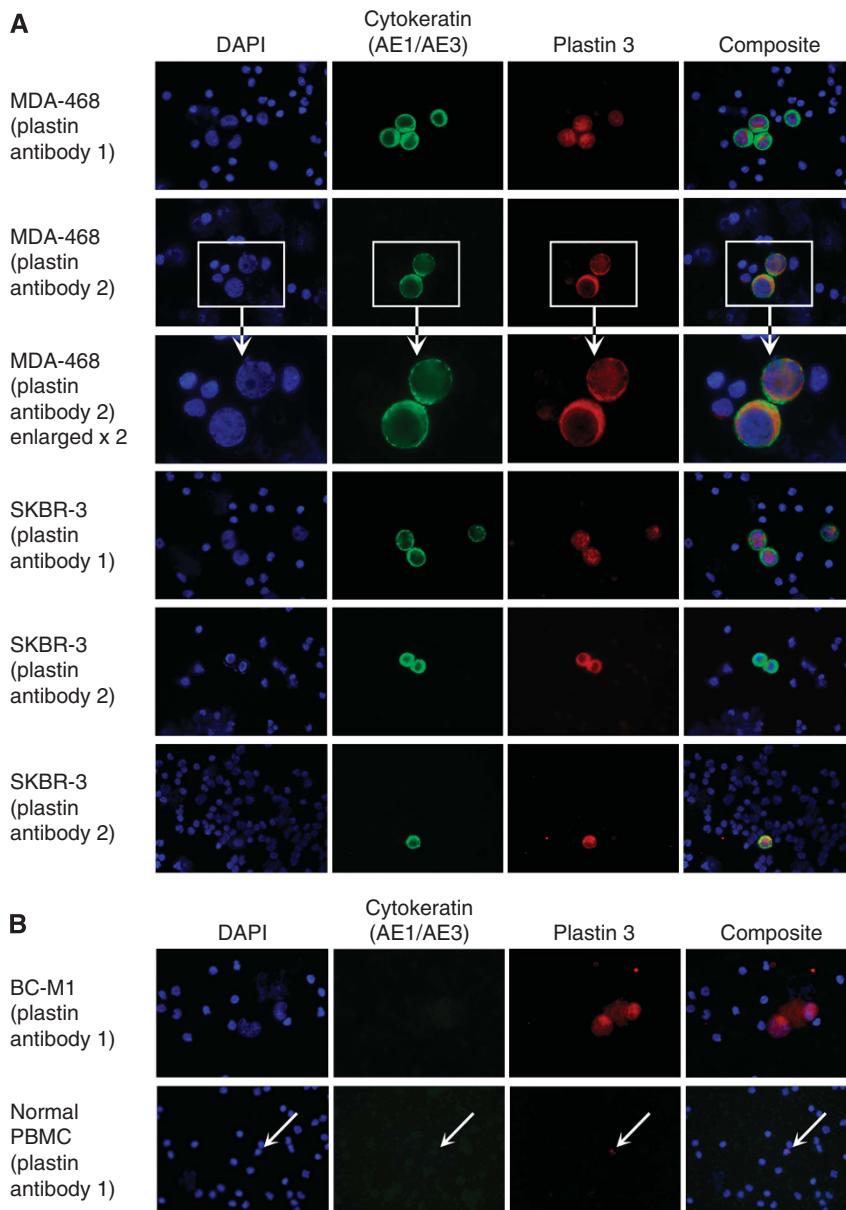 A
DAPI
Cytokeratin
(AE1/AE3)
Plastin 3
Composite
MDA-468
(plastin
antibody 1)
MDA-468
(plastin
antibody 2)
MDA-468
(plastin
antibody 2)
enlarged x 2
SKBR-3
(plastin
antibody 1)
SKBR-3
(plastin
antibody 2)
SKBR-3
(plastin
antibody 2)
B
DAPI
Cytokeratin
(AE1/AE3)
Plastin 3
Composite
BC-M1
(plastin
antibody 1)
Normal
PBMC
(plastin
antibody 1)